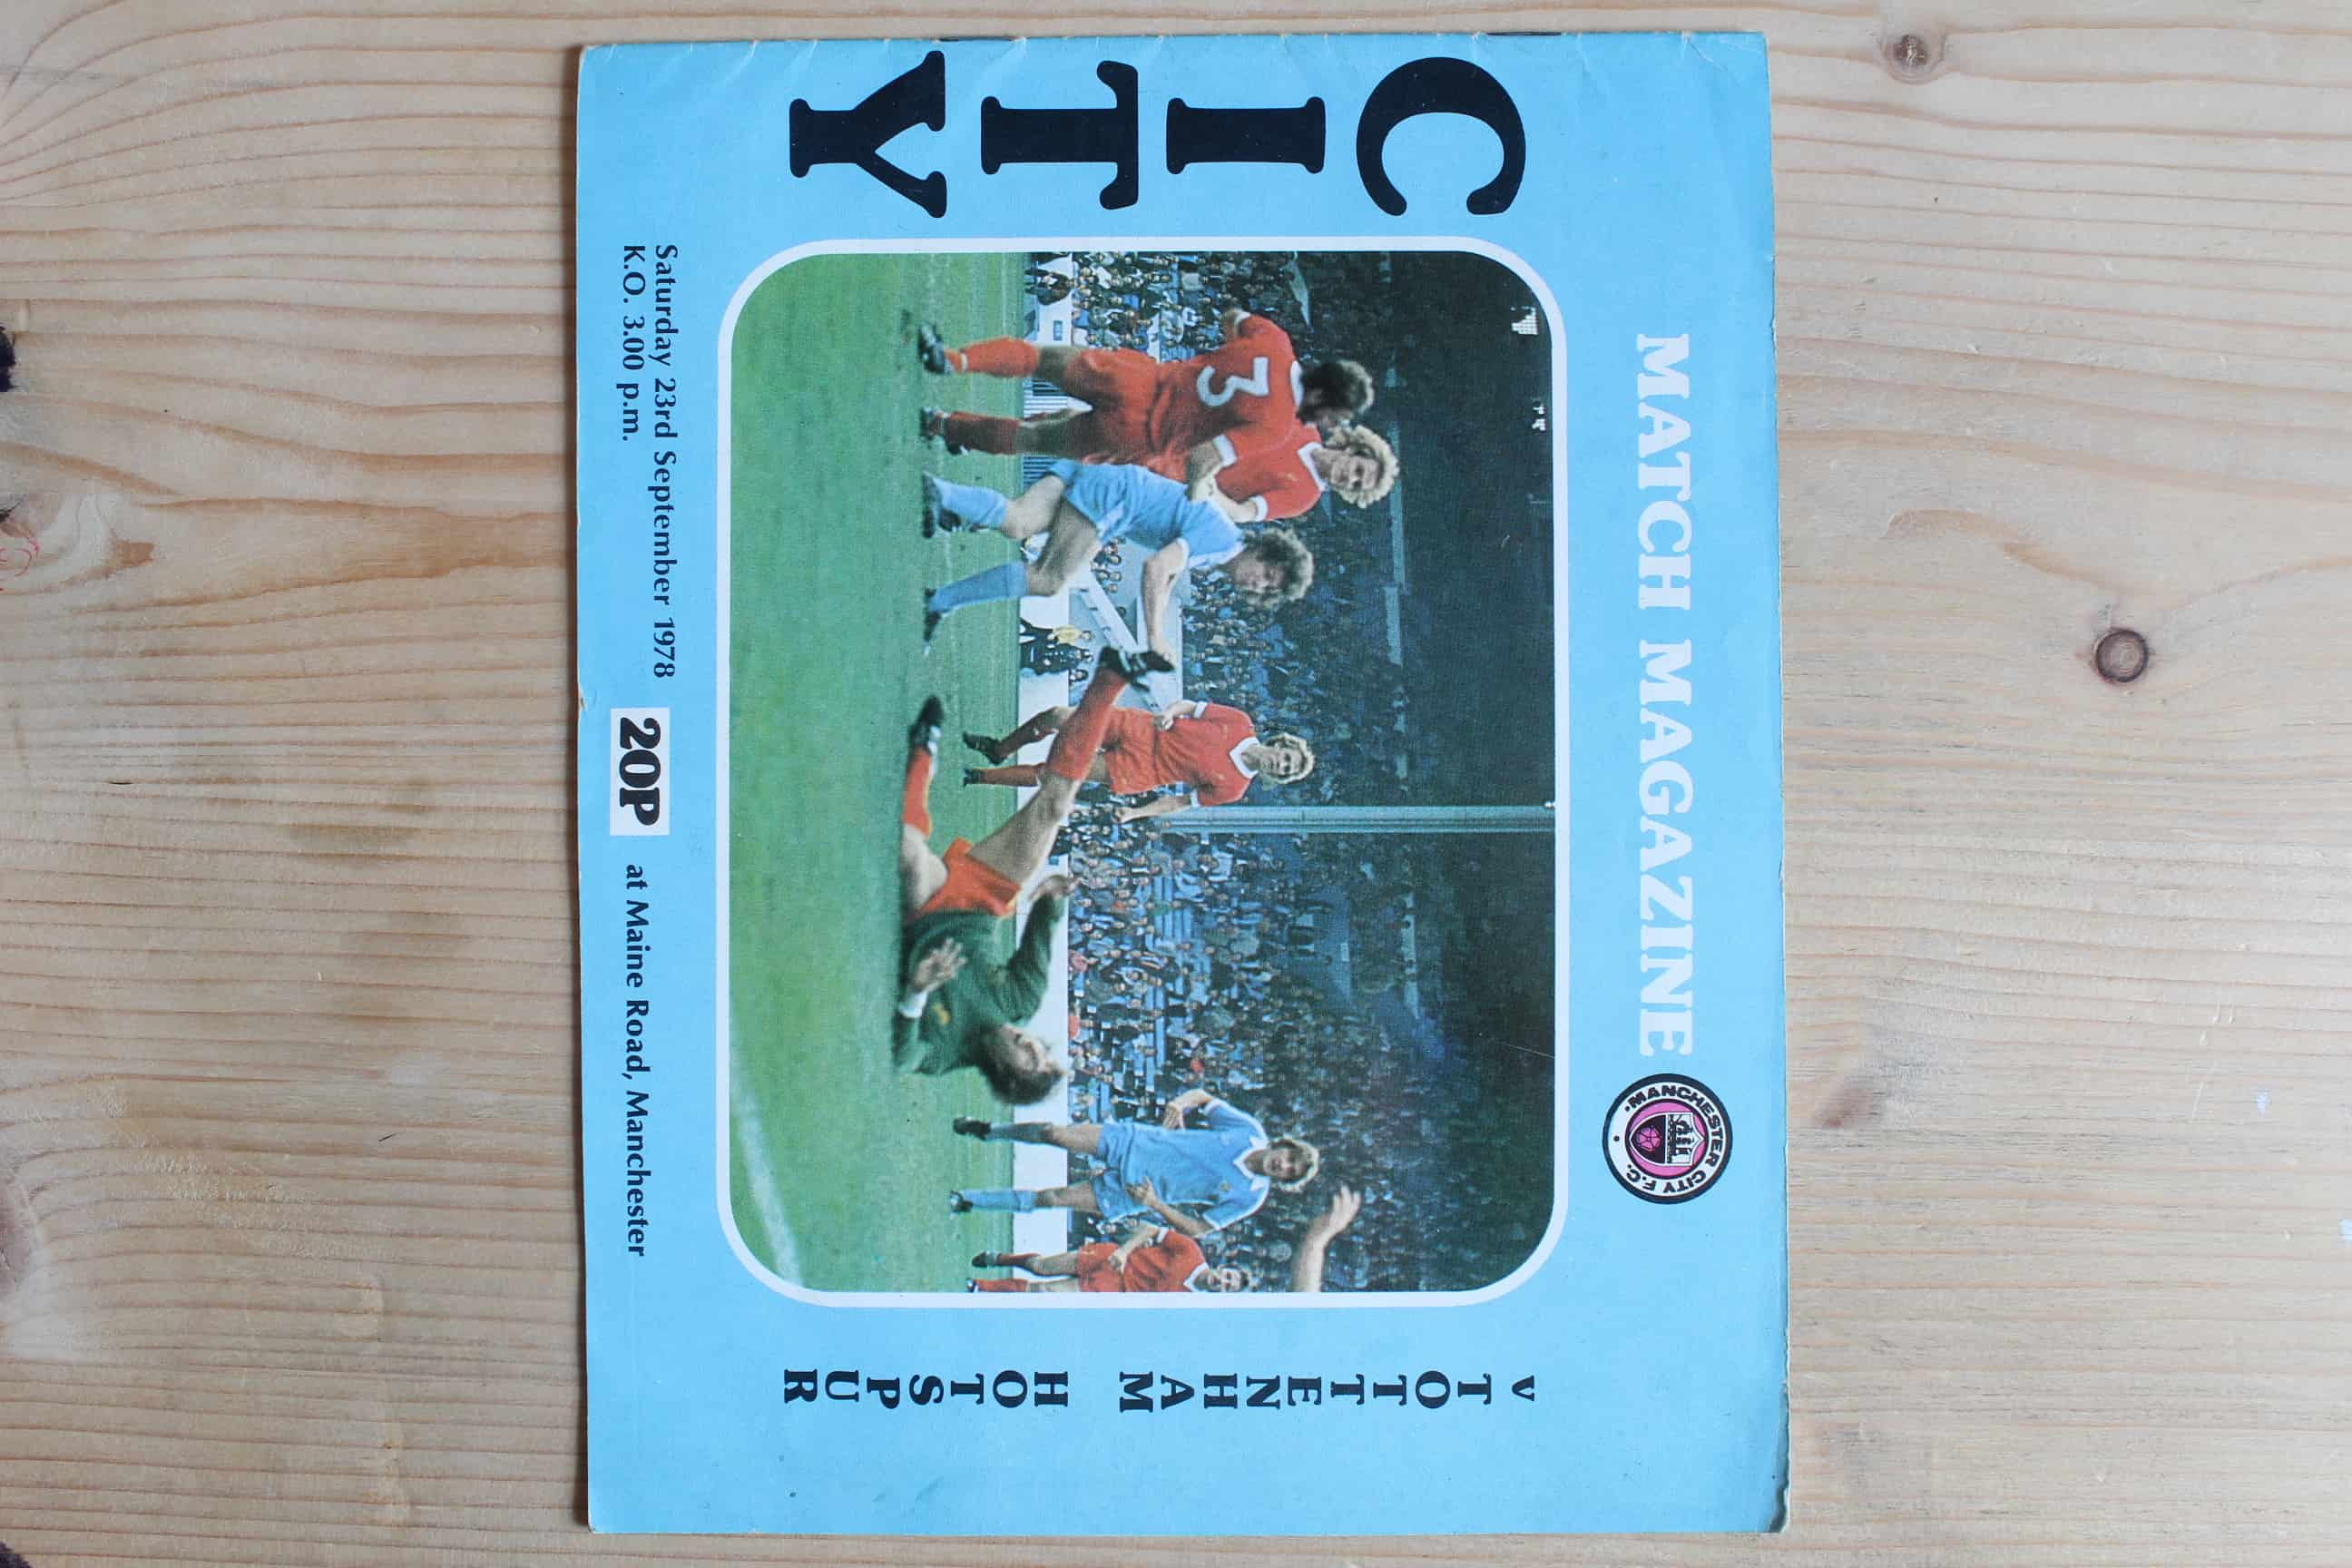 MATCH MAGAZINE
MANCHESTER CITY F.C.
CITY
3
v TOTTENHAM HOTSPUR
Saturday 23rd September 1978
K.O. 3.00 p.m.
20P
at Maine Road, Manchester